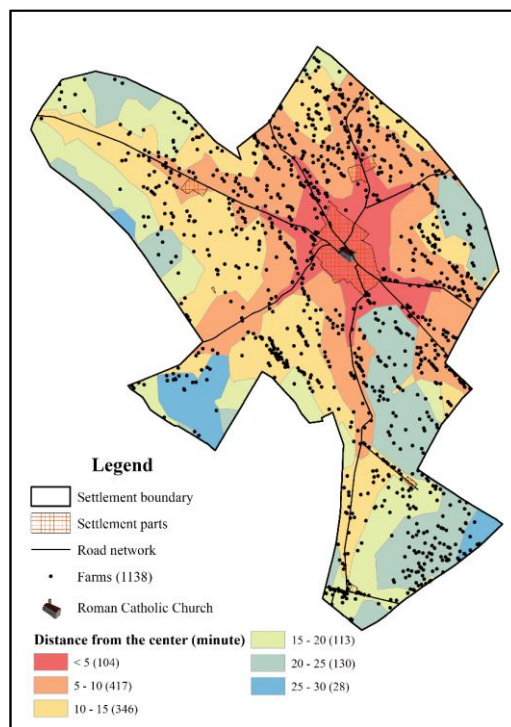 Legend
Settlement boundary
Settlement parts
Road network
Farms (1138)
Roman Catholic Church
Distance from the center (minute)
< 5 (104)
5 - 10 (417)
10 - 15 (346)
15 - 20 (113)
20 - 25 (130)
25 - 30 (28)